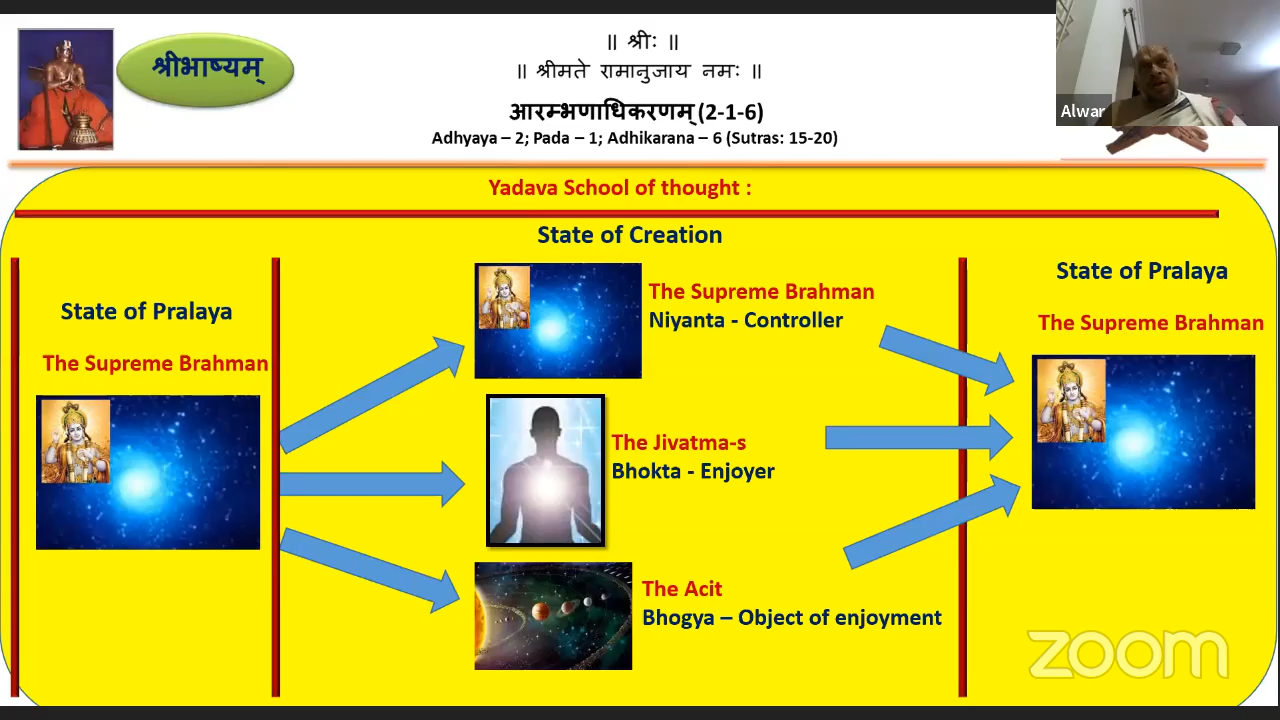 श्रीभाष्यम्
॥ श्रीः ॥
॥ श्रीमते रामानुजाय नमः ॥
आरम्भणाधिकरणम् (2-1-6)
Adhyaya – 2; Pada – 1; Adhikarana – 6 (Sutras: 15-20)
Alwar
Yadava School of thought :
State of Creation
State of Pralaya
The Supreme Brahman
The Supreme Brahman
Niyanta - Controller
The Jivatma-s
Bhokta - Enjoyer
The Acit
Bhogya – Object of enjoyment
State of Pralaya
The Supreme Brahman
zoom